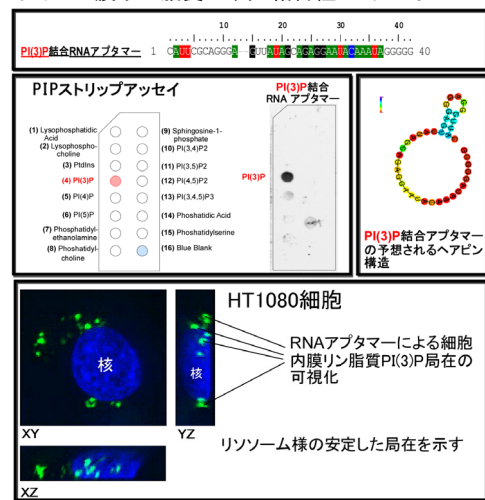 10 20 30 40
PI(3)P結合RNAアプタマー 1 CAUUCGCAGGGA--GUUAUAGCAGAGGAAUACAAAUAGGGGG 40
PIPストリップアッセイ
(1) Lysophosphatidic Acid
(2) Lysophospho-choline
(3) PtdIns
(4) PI(3)P
(5) PI(4)P
(6) PI(5)P
(7) Phosphatidyl-ethanolamine
(8) Phoshatidyl-choline
(9) Sphingosine-1-phosphate
(10) PI(3,4)P2
(11) PI(3,5)P2
(12) PI(4,5)P2
(13) PI(3,4,5)P3
(14) Phoshatidic Acid
(15) Phoshatidylserine
(16) Blue Blank
PI(3)P結合
RNA アプタマー
PI(3)P
PI(3)P結合アプタマー
の予想されるヘアピン
構造
HT1080細胞
核
核
XY
YZ
XZ
RNAアプタマーによる細胞
内膜リン脂質PI(3)P局在の
可視化
リソソーム様の安定した局在を示す